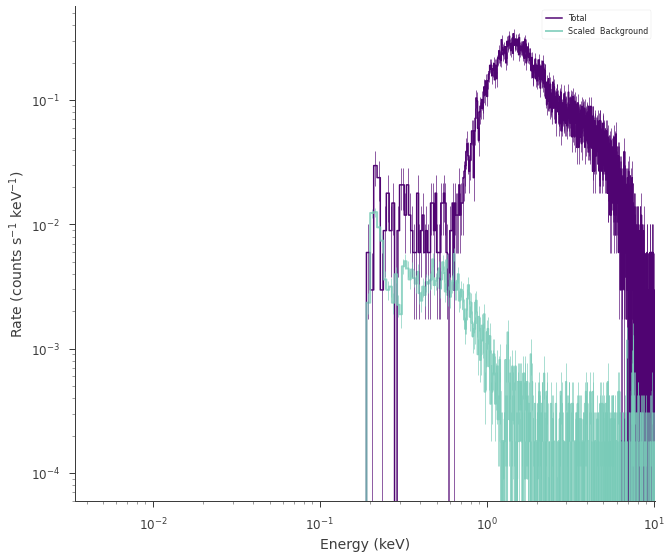 Total
Scaled Background
10⁻¹
10⁻²
10⁻³
10⁻⁴
Rate (counts s⁻¹ keV⁻¹)
10⁻² 10⁻¹ 10⁰ 10¹
Energy (keV)